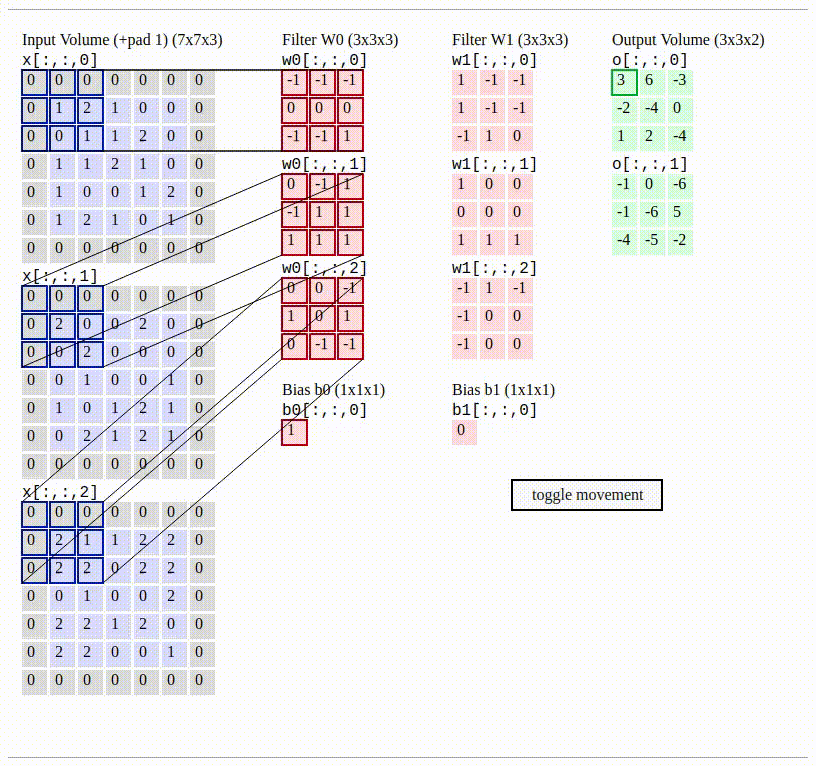 Input Volume (+pad 1) (7x7x3)
x[:,:,0]
0 0 0 0 0 0 0
0 1 2 1 0 0 0
0 0 1 1 2 0 0
0 1 1 2 1 0 0
0 1 0 0 1 2 0
0 1 2 1 0 1 0
0 0 0 0 0 0 0
x[:,:,1]
0 0 0 0 0 0 0
0 2 0 0 2 0 0
0 0 2 0 0 0 0
0 0 1 0 0 1 0
0 1 0 1 2 1 0
0 0 2 1 2 1 0
0 0 0 0 0 0 0
x[:,:,2]
0 0 0 0 0 0 0
0 2 1 1 2 2 0
0 2 2 0 2 2 0
0 0 1 0 0 2 0
0 2 2 1 2 0 0
0 2 2 0 0 1 0
0 0 0 0 0 0 0
Filter W0 (3x3x3)
w0[:,:,0]
-1 -1 -1
0 0 0
-1 -1 1
w0[:,:,1]
0 -1 1
-1 1 1
1 1 1
w0[:,:,2]
0 0 -1
1 0 1
0 -1 -1
Bias b0 (1x1x1)
b0[:,:,0]
1
Filter W1 (3x3x3)
w1[:,:,0]
1 -1 -1
1 -1 -1
-1 1 0
w1[:,:,1]
1 0 0
0 0 0
1 1 1
w1[:,:,2]
-1 1 -1
-1 0 0
-1 0 0
Bias b1 (1x1x1)
b1[:,:,0]
0
Output Volume (3x3x2)
o[:,:,0]
3 6 -3
-2 -4 0
1 2 -4
o[:,:,1]
-1 0 -6
-1 -6 5
-4 -5 -2
toggle movement